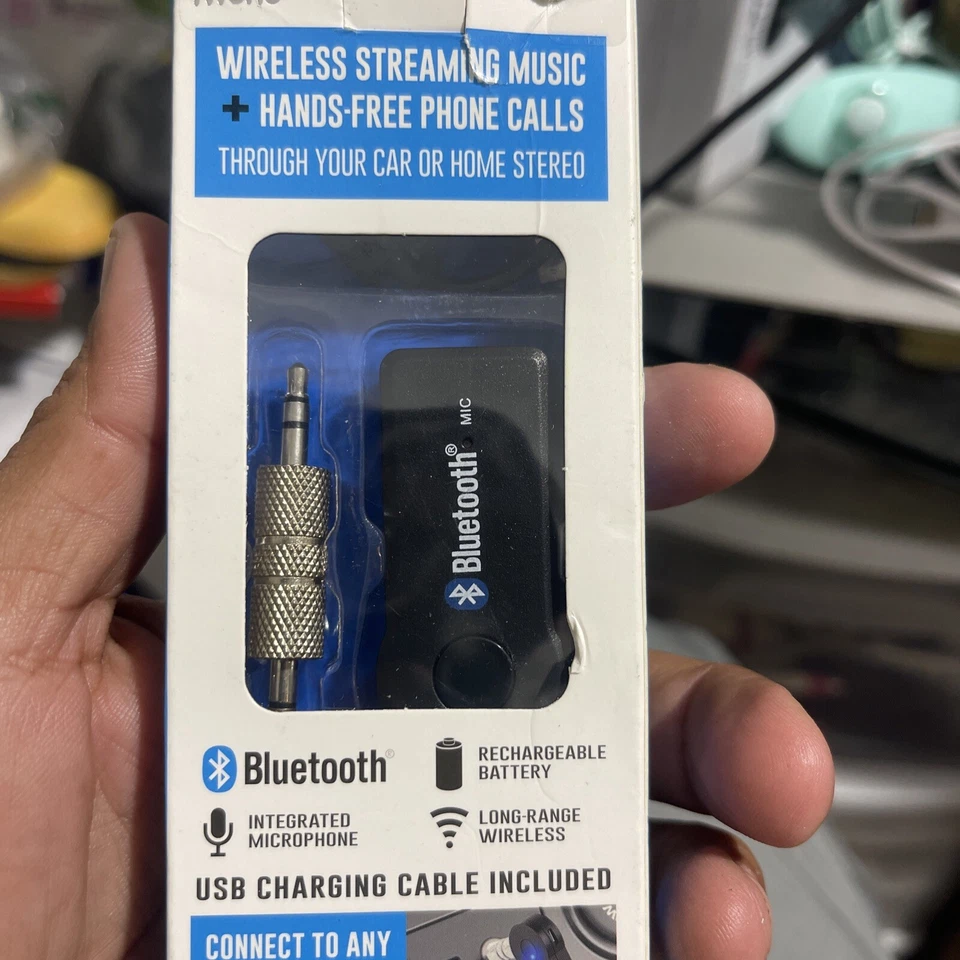 WIRELESS STREAMING MUSIC
+ HANDS-FREE PHONE CALLS
THROUGH YOUR CAR OR HOME STEREO
Bluetooth® MIC
Bluetooth®
RECHARGEABLE
BATTERY
INTEGRATED
MICROPHONE
LONG-RANGE
WIRELESS
USB CHARGING CABLE INCLUDED
CONNECT TO ANY